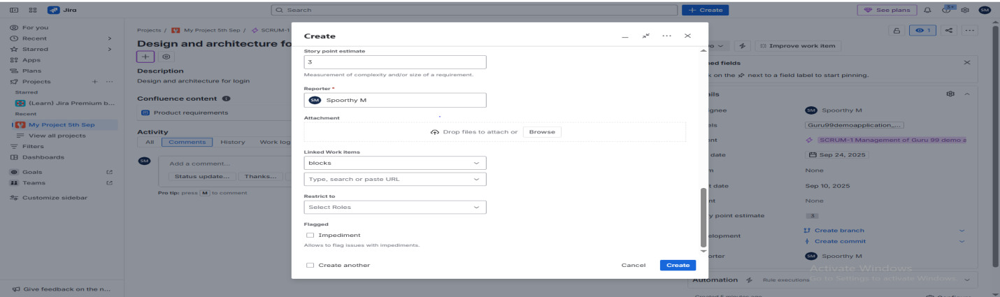 Jira
Search
+ Create
See plans
3+
SM
For you
Recent
Starred
Apps
Plans
Projects
Starred
(Learn) Jira Premium b...
Recent
My Project 5th Sep
View all projects
Filters
Dashboards
Goals
Teams
Customize sidebar
Give feedback on the n...
Projects / My Project 5th Sep / SCRUM-1
Design and architecture fo
Description
Design and architecture for login
Confluence content
Product requirements
Activity
All Comments History Work log
SM
Add a comment...
Status update... Thanks...
Pro tip: press M to comment
Create
Story point estimate
3
Measurement of complexity and/or size of a requirement.
Reporter *
SM Spoorthy M
Attachment
Drop files to attach or Browse
Linked Work items
blocks
Type, search or paste URL
Restrict to
Select Roles
Flagged
Impediment
Allows to flag issues with impediments.
Create another
Cancel Create
1
Improve work item
ned fields
on the next to a field label to start pinning.
ails
gnee SM Spoorthy M
els Guru99demoapplication_...
ent SCRUM-1 Management of Guru 99 demo a
date Sep 24, 2025
m None
t date Sep 10, 2025
nt None
y point estimate 3
elopment Create branch
Create commit
orter SM Spoorthy M
Activate Windows
Go to Settings to activate Windows.
Automation Rule executions
Created 5 minutes ago
Configure